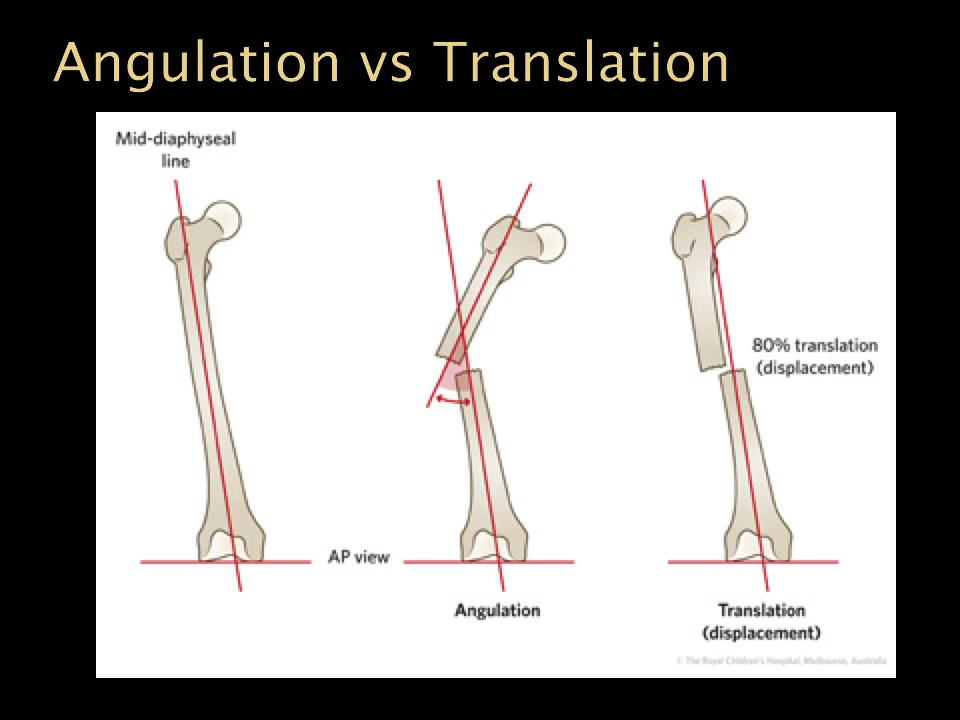 Angulation vs Translation
Mid-diaphyseal
line
80% translation
(displacement)
AP view
Angulation
Translation
(displacement)
© The Royal Children's Hospital, Melbourne, Australia